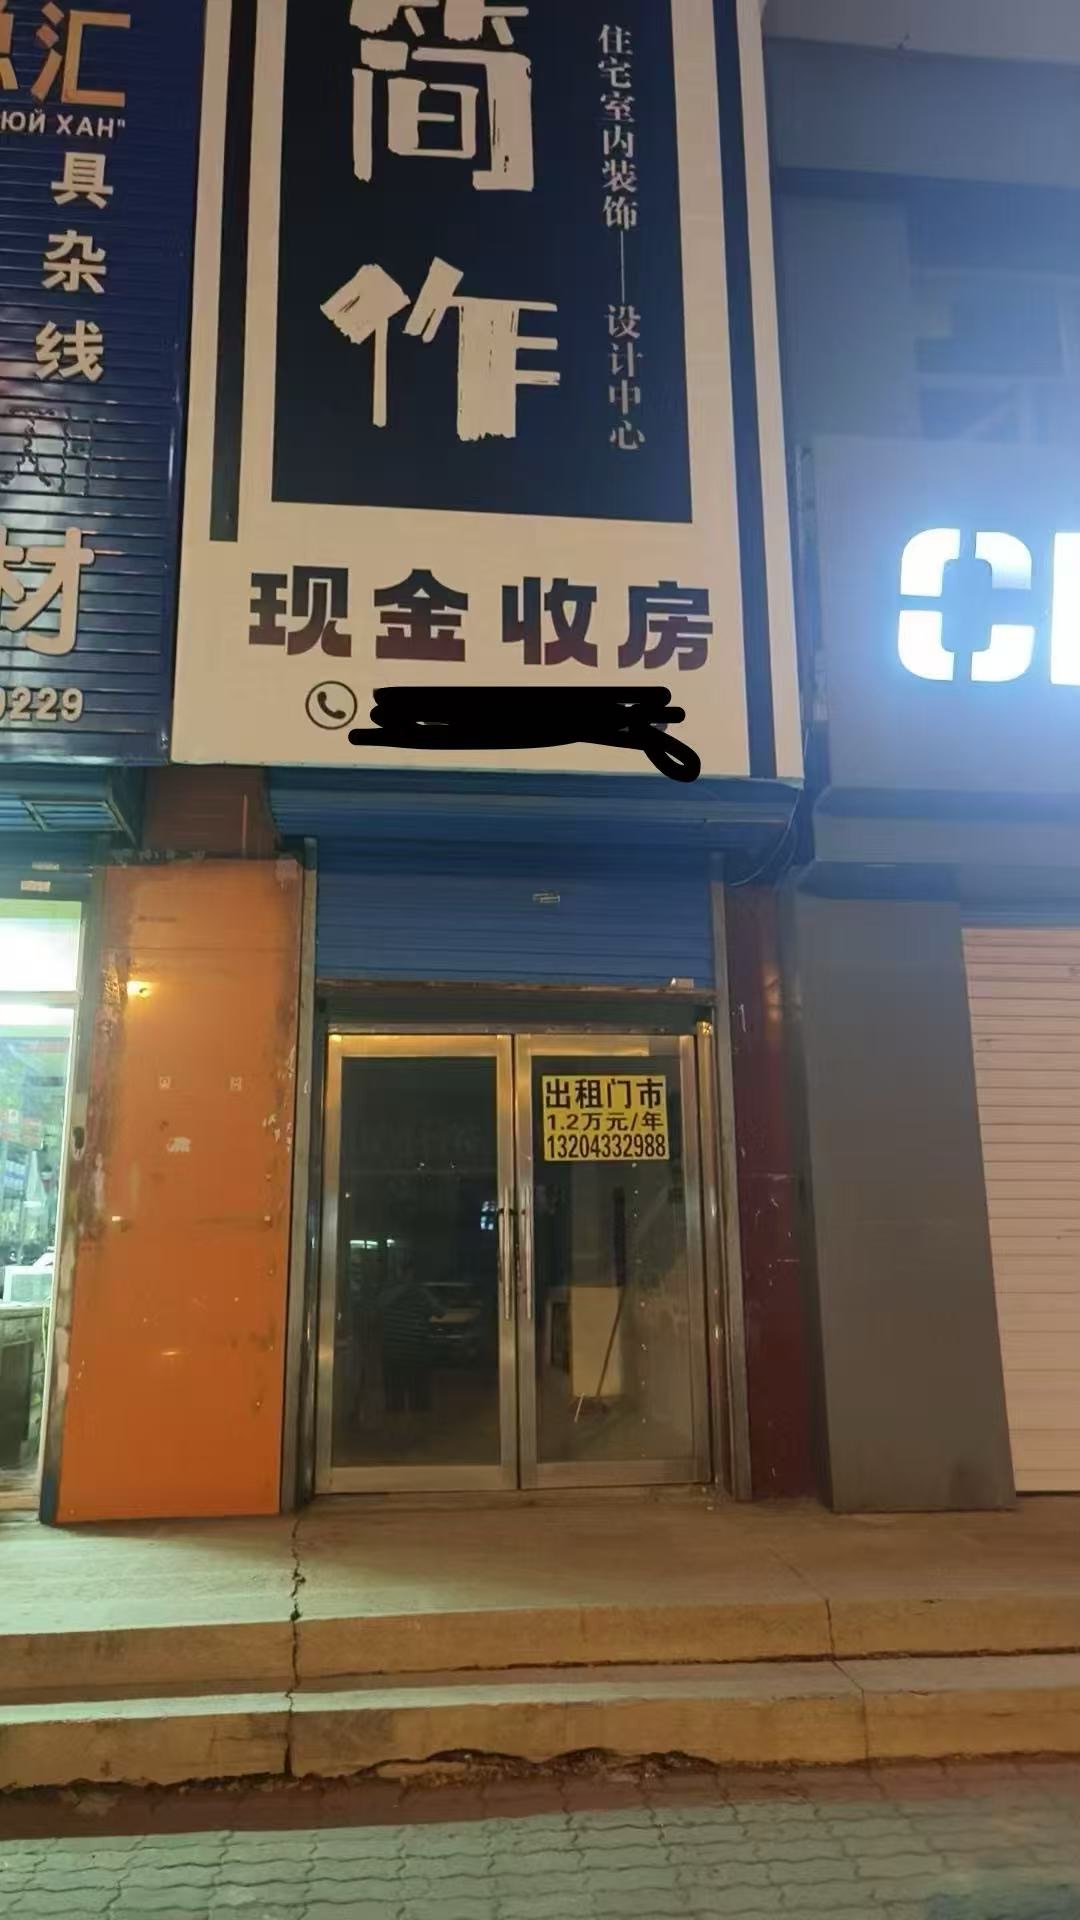 汇
ЮЙ ХАН"
具
杂
线
材
0229
简作
住宅室内装饰——设计中心
现金收房
出租门市
1.2万元/年
13204332988